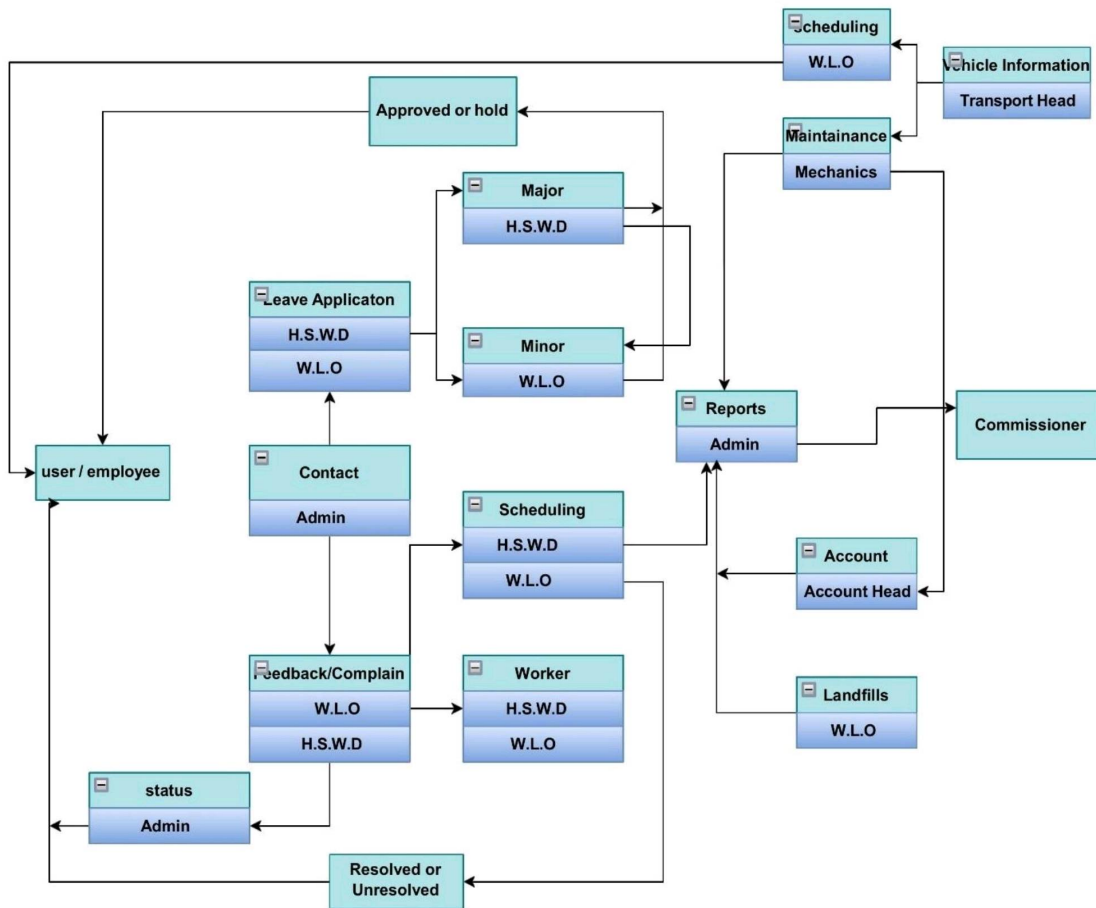 Scheduling
W.L.O
Vehicle Information
Transport Head
Approved or hold
Maintainance
Mechanics
Major
H.S.W.D
Leave Applicaton
H.S.W.D
W.L.O
Minor
W.L.O
Reports
Admin
Commissioner
user / employee
Contact
Admin
Scheduling
H.S.W.D
W.L.O
Account
Account Head
Feedback/Complain
W.L.O
H.S.W.D
Worker
H.S.W.D
W.L.O
Landfills
W.L.O
status
Admin
Resolved or
Unresolved